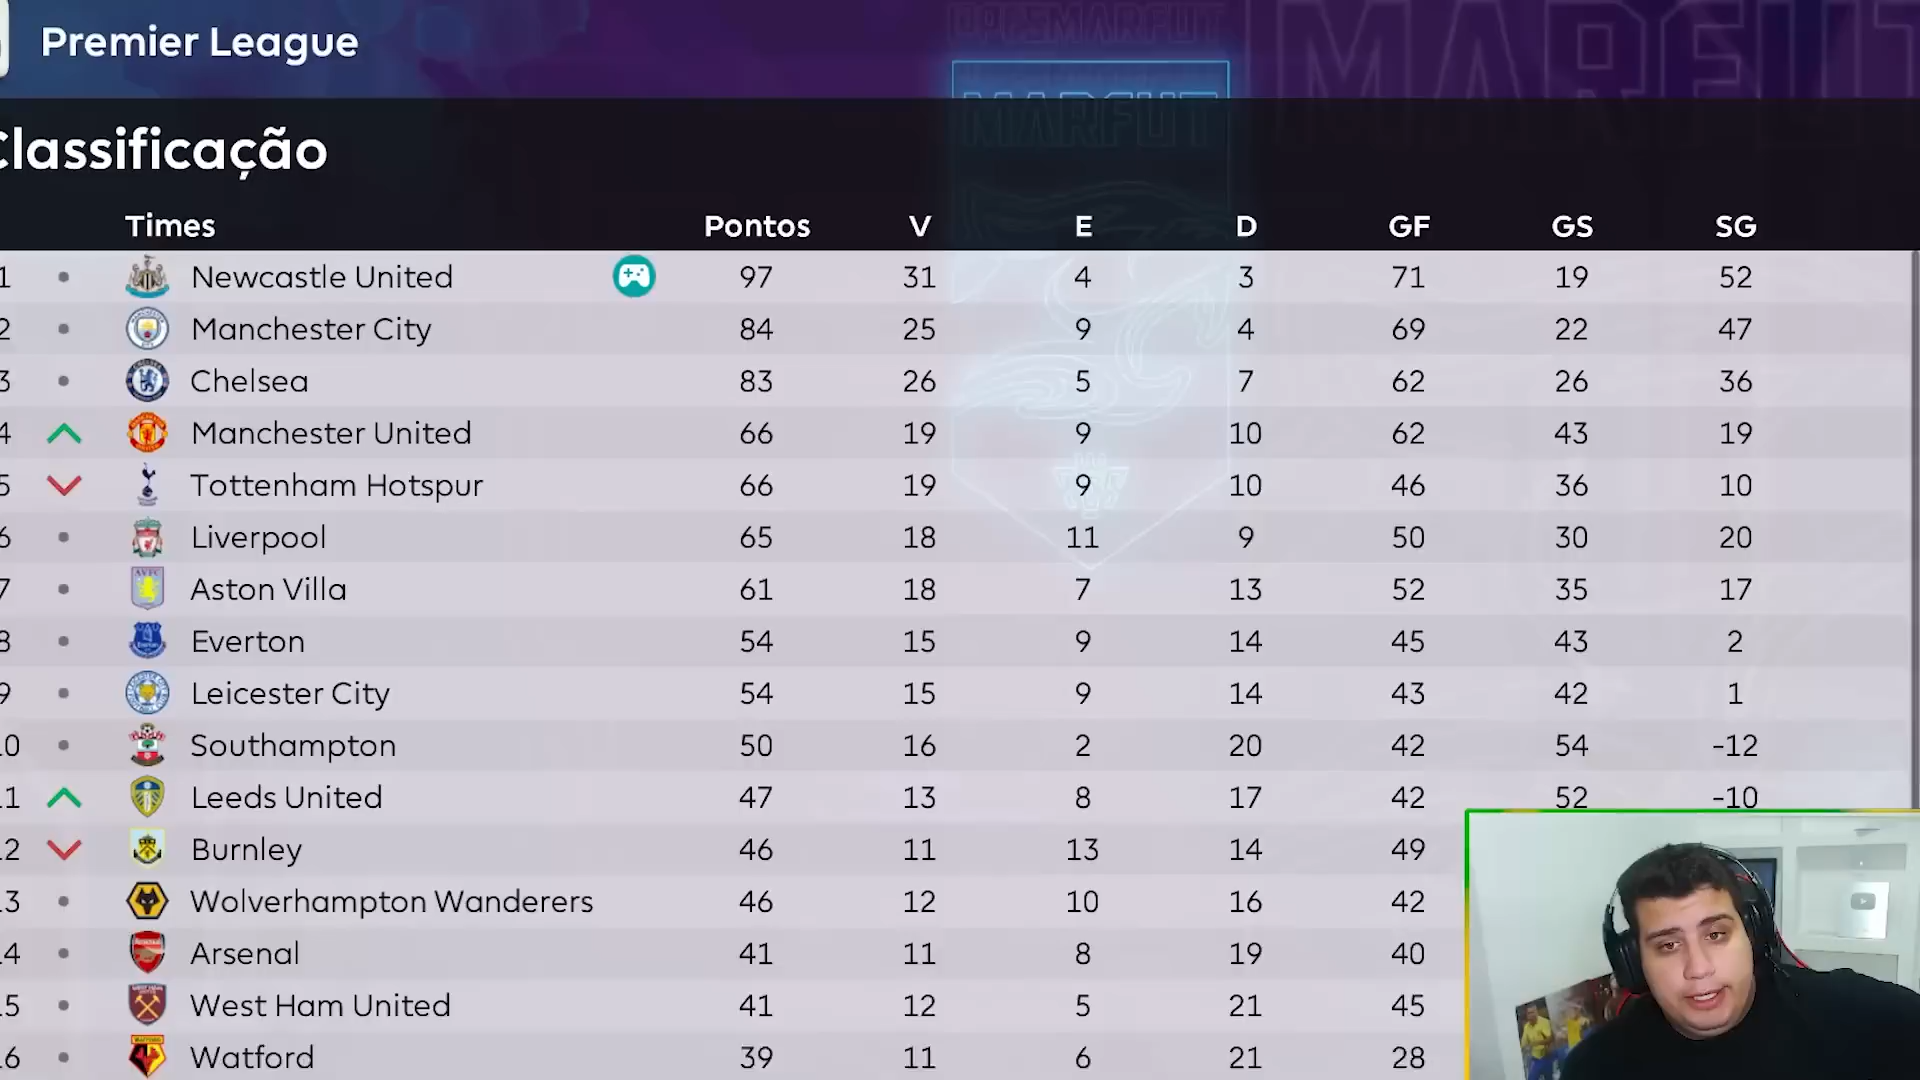 Premier League
MARFUT
Classificação
Times Pontos V E D GF GS SG
1 Newcastle United 97 31 4 3 71 19 52
2 Manchester City 84 25 9 4 69 22 47
3 Chelsea 83 26 5 7 62 26 36
4 Manchester United 66 19 9 10 62 43 19
5 Tottenham Hotspur 66 19 9 10 46 36 10
6 Liverpool 65 18 11 9 50 30 20
7 Aston Villa 61 18 7 13 52 35 17
8 Everton 54 15 9 14 45 43 2
9 Leicester City 54 15 9 14 43 42 1
10 Southampton 50 16 2 20 42 54 -12
11 Leeds United 47 13 8 17 42 52 -10
12 Burnley 46 11 13 14 49
13 Wolverhampton Wanderers 46 12 10 16 42
14 Arsenal 41 11 8 19 40
15 West Ham United 41 12 5 21 45
16 Watford 39 11 6 21 28